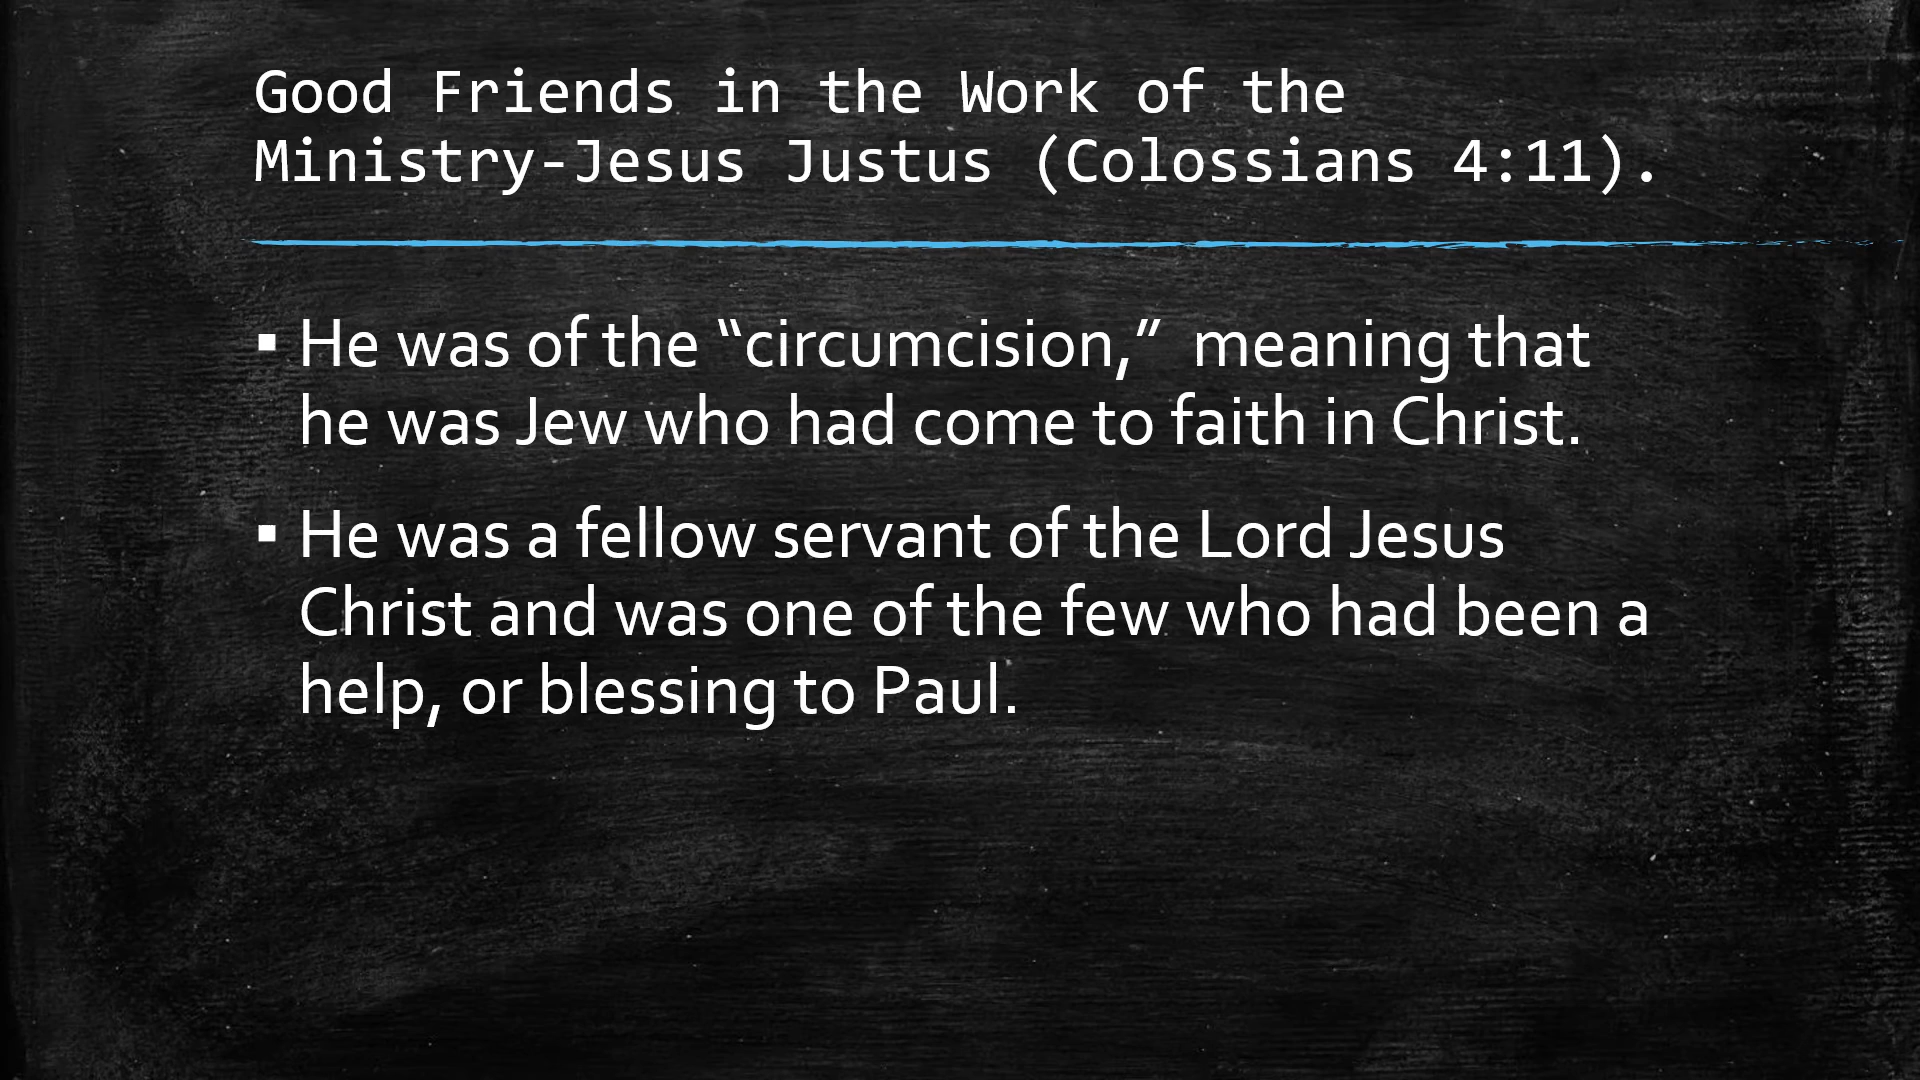 Good Friends in the Work of the
Ministry-Jesus Justus (Colossians 4:11).
▪ He was of the “circumcision,”  meaning that
he was Jew who had come to faith in Christ.
▪ He was a fellow servant of the Lord Jesus
Christ and was one of the few who had been a
help, or blessing to Paul.